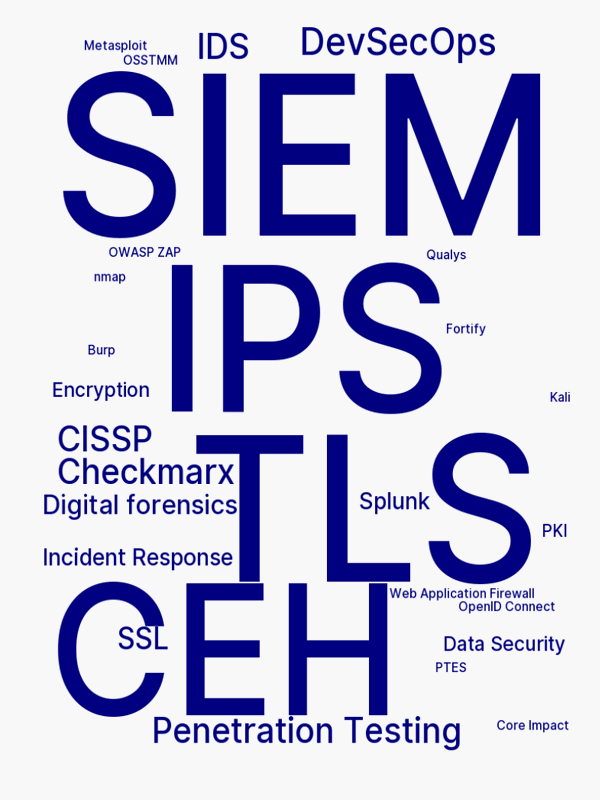 DevSecOps
IDS
Metasploit
OSSTMM
SIEM
OWASP ZAP
Qualys
nmap
IPS
Fortify
Burp
Encryption
Kali
CISSP
Checkmarx
TLS
Digital forensics
Splunk
PKI
Incident Response
Web Application Firewall
OpenID Connect
CEH
SSL
Data Security
PTES
Penetration Testing
Core Impact